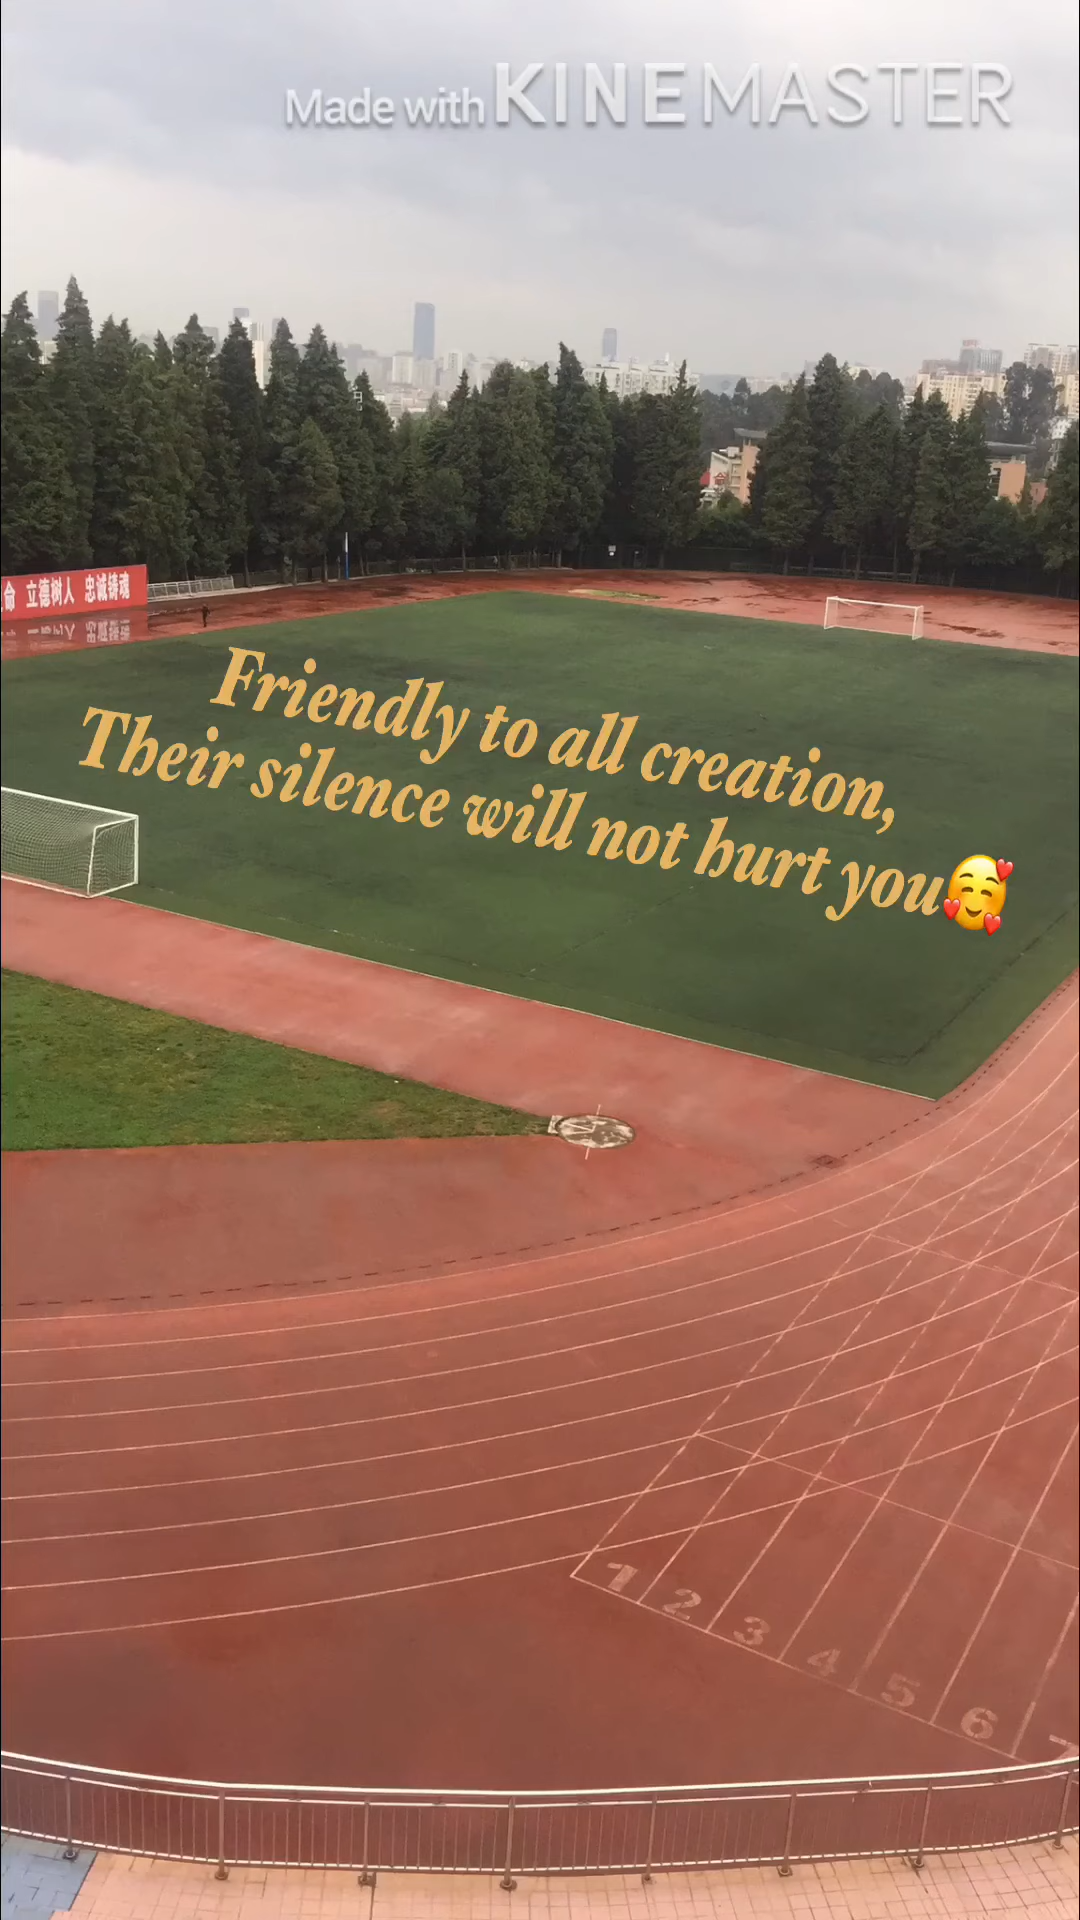 Made with KINEMASTER
命 立德树人 忠诚铸魂
Friendly to all creation,
Their silence will not hurt you🥰
1
2
3
4
5
6
7